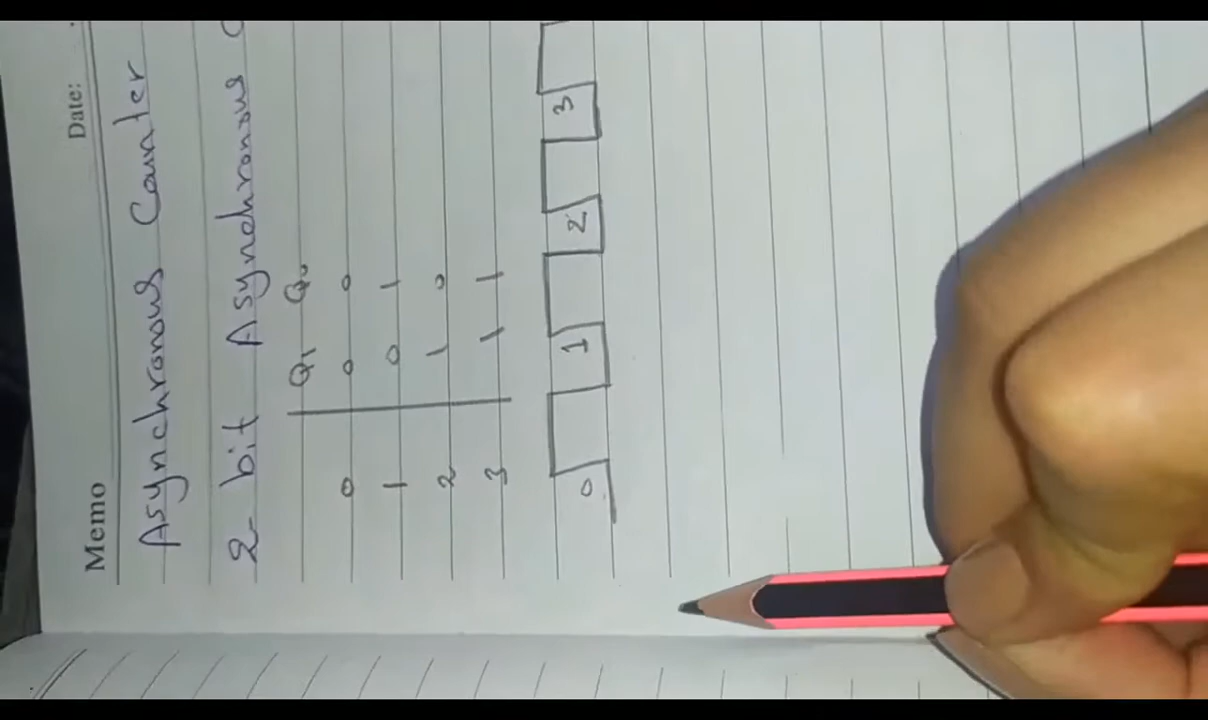 Memo Date:
Asynchronous Counter
2- bit Asynchronous C
Q1 Q0
0 0 0
1 0 1
2 1 0
3 1 1
0 1 2 3